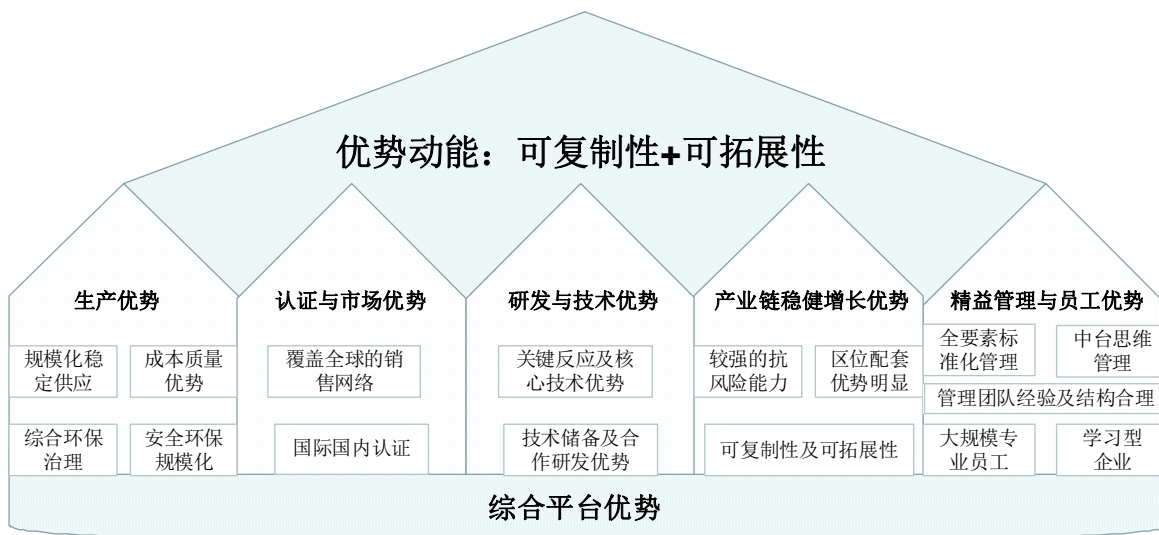 优势动能：可复制性+可拓展性
生产优势
规模化稳
定供应
成本质量
优势
综合环保
治理
安全环保
规模化
认证与市场优势
覆盖全球的销
售网络
国际国内认证
研发与技术优势
关键反应及核
心技术优势
技术储备及合
作研发优势
产业链稳健增长优势
较强的抗
风险能力
区位配套
优势明显
可复制性及可拓展性
精益管理与员工优势
全要素标
准化管理
中台思维
管理
管理团队经验及结构合理
大规模专
业员工
学习型
企业
综合平台优势